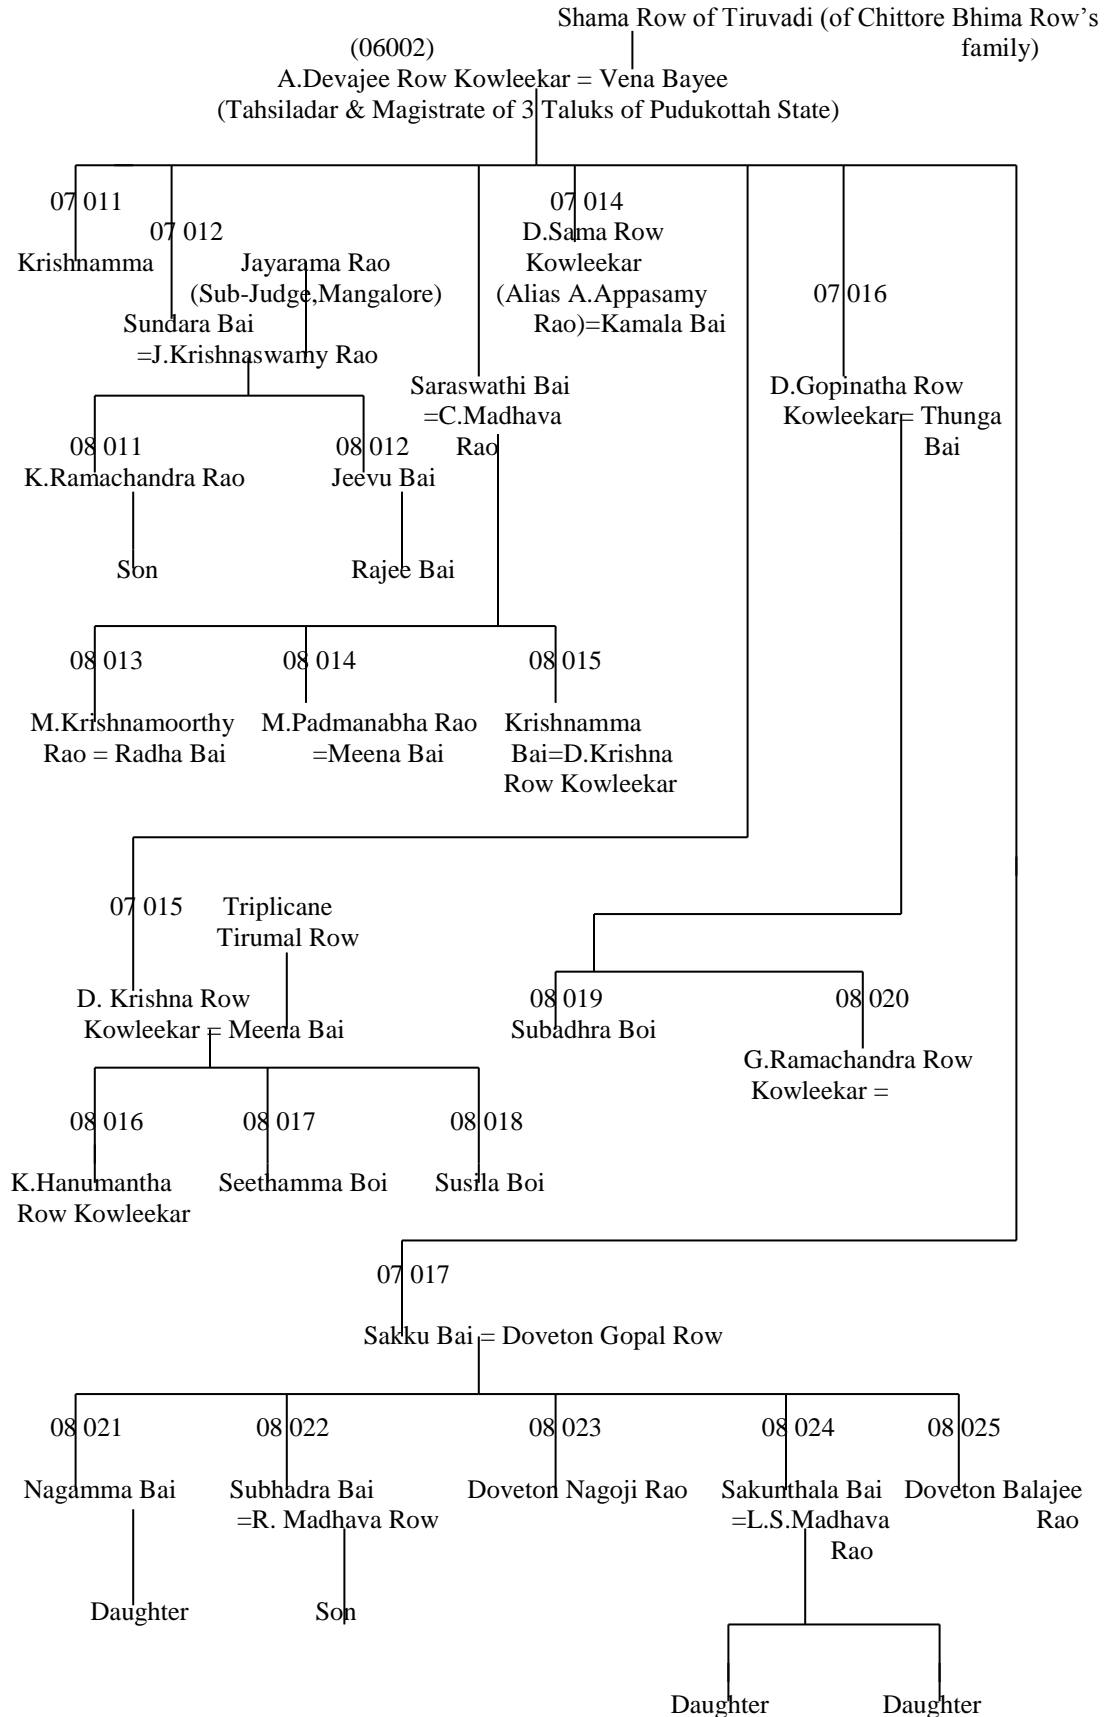 Shama Row of Tiruvadi (of Chittore Bhima Row’s
(06002) family)
A.Devajee Row Kowleekar = Vena Bayee
(Tahsiladar & Magistrate of 3 Taluks of Pudukottah State)
07 011
07 014
07 012
D.Sama Row
Krishnamma
Jayarama Rao
Kowleekar
(Sub-Judge,Mangalore)
(Alias A.Appasamy
07 016
Sundara Bai
Rao)=Kamala Bai
=J.Krishnaswamy Rao
Saraswathi Bai
D.Gopinatha Row
=C.Madhava
Kowleekar= Thunga
08 011
08 012
Rao
Bai
K.Ramachandra Rao
Jeevu Bai
Son
Rajee Bai
08 013
08 014
08 015
M.Krishnamoorthy
M.Padmanabha Rao
Krishnamma
Rao = Radha Bai
=Meena Bai
Bai=D.Krishna
Row Kowleekar
07 015
Triplicane
Tirumal Row
D. Krishna Row
08 019
08 020
Kowleekar = Meena Bai
Subadhra Boi
G.Ramachandra Row
Kowleekar =
08 016
08 017
08 018
K.Hanumantha
Seethamma Boi
Susila Boi
Row Kowleekar
07 017
Sakku Bai = Doveton Gopal Row
08 021
08 022
08 023
08 024
08 025
Nagamma Bai
Subhadra Bai
Doveton Nagoji Rao
Sakunthala Bai
Doveton Balajee
=R. Madhava Row
=L.S.Madhava
Rao
Rao
Daughter
Son
Daughter
Daughter